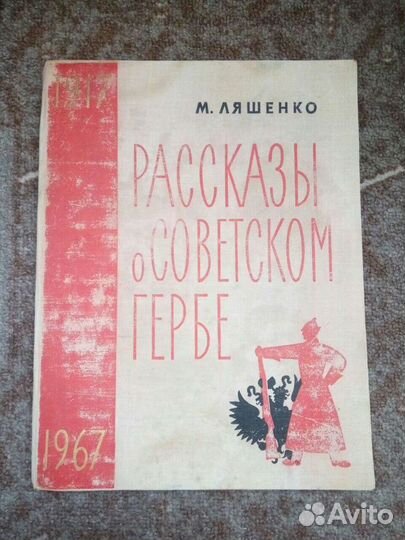 1917
М. ЛЯШЕНКО
РАССКАЗЫ
о СОВЕТСКОМ
ГЕРБЕ
1967
Avito